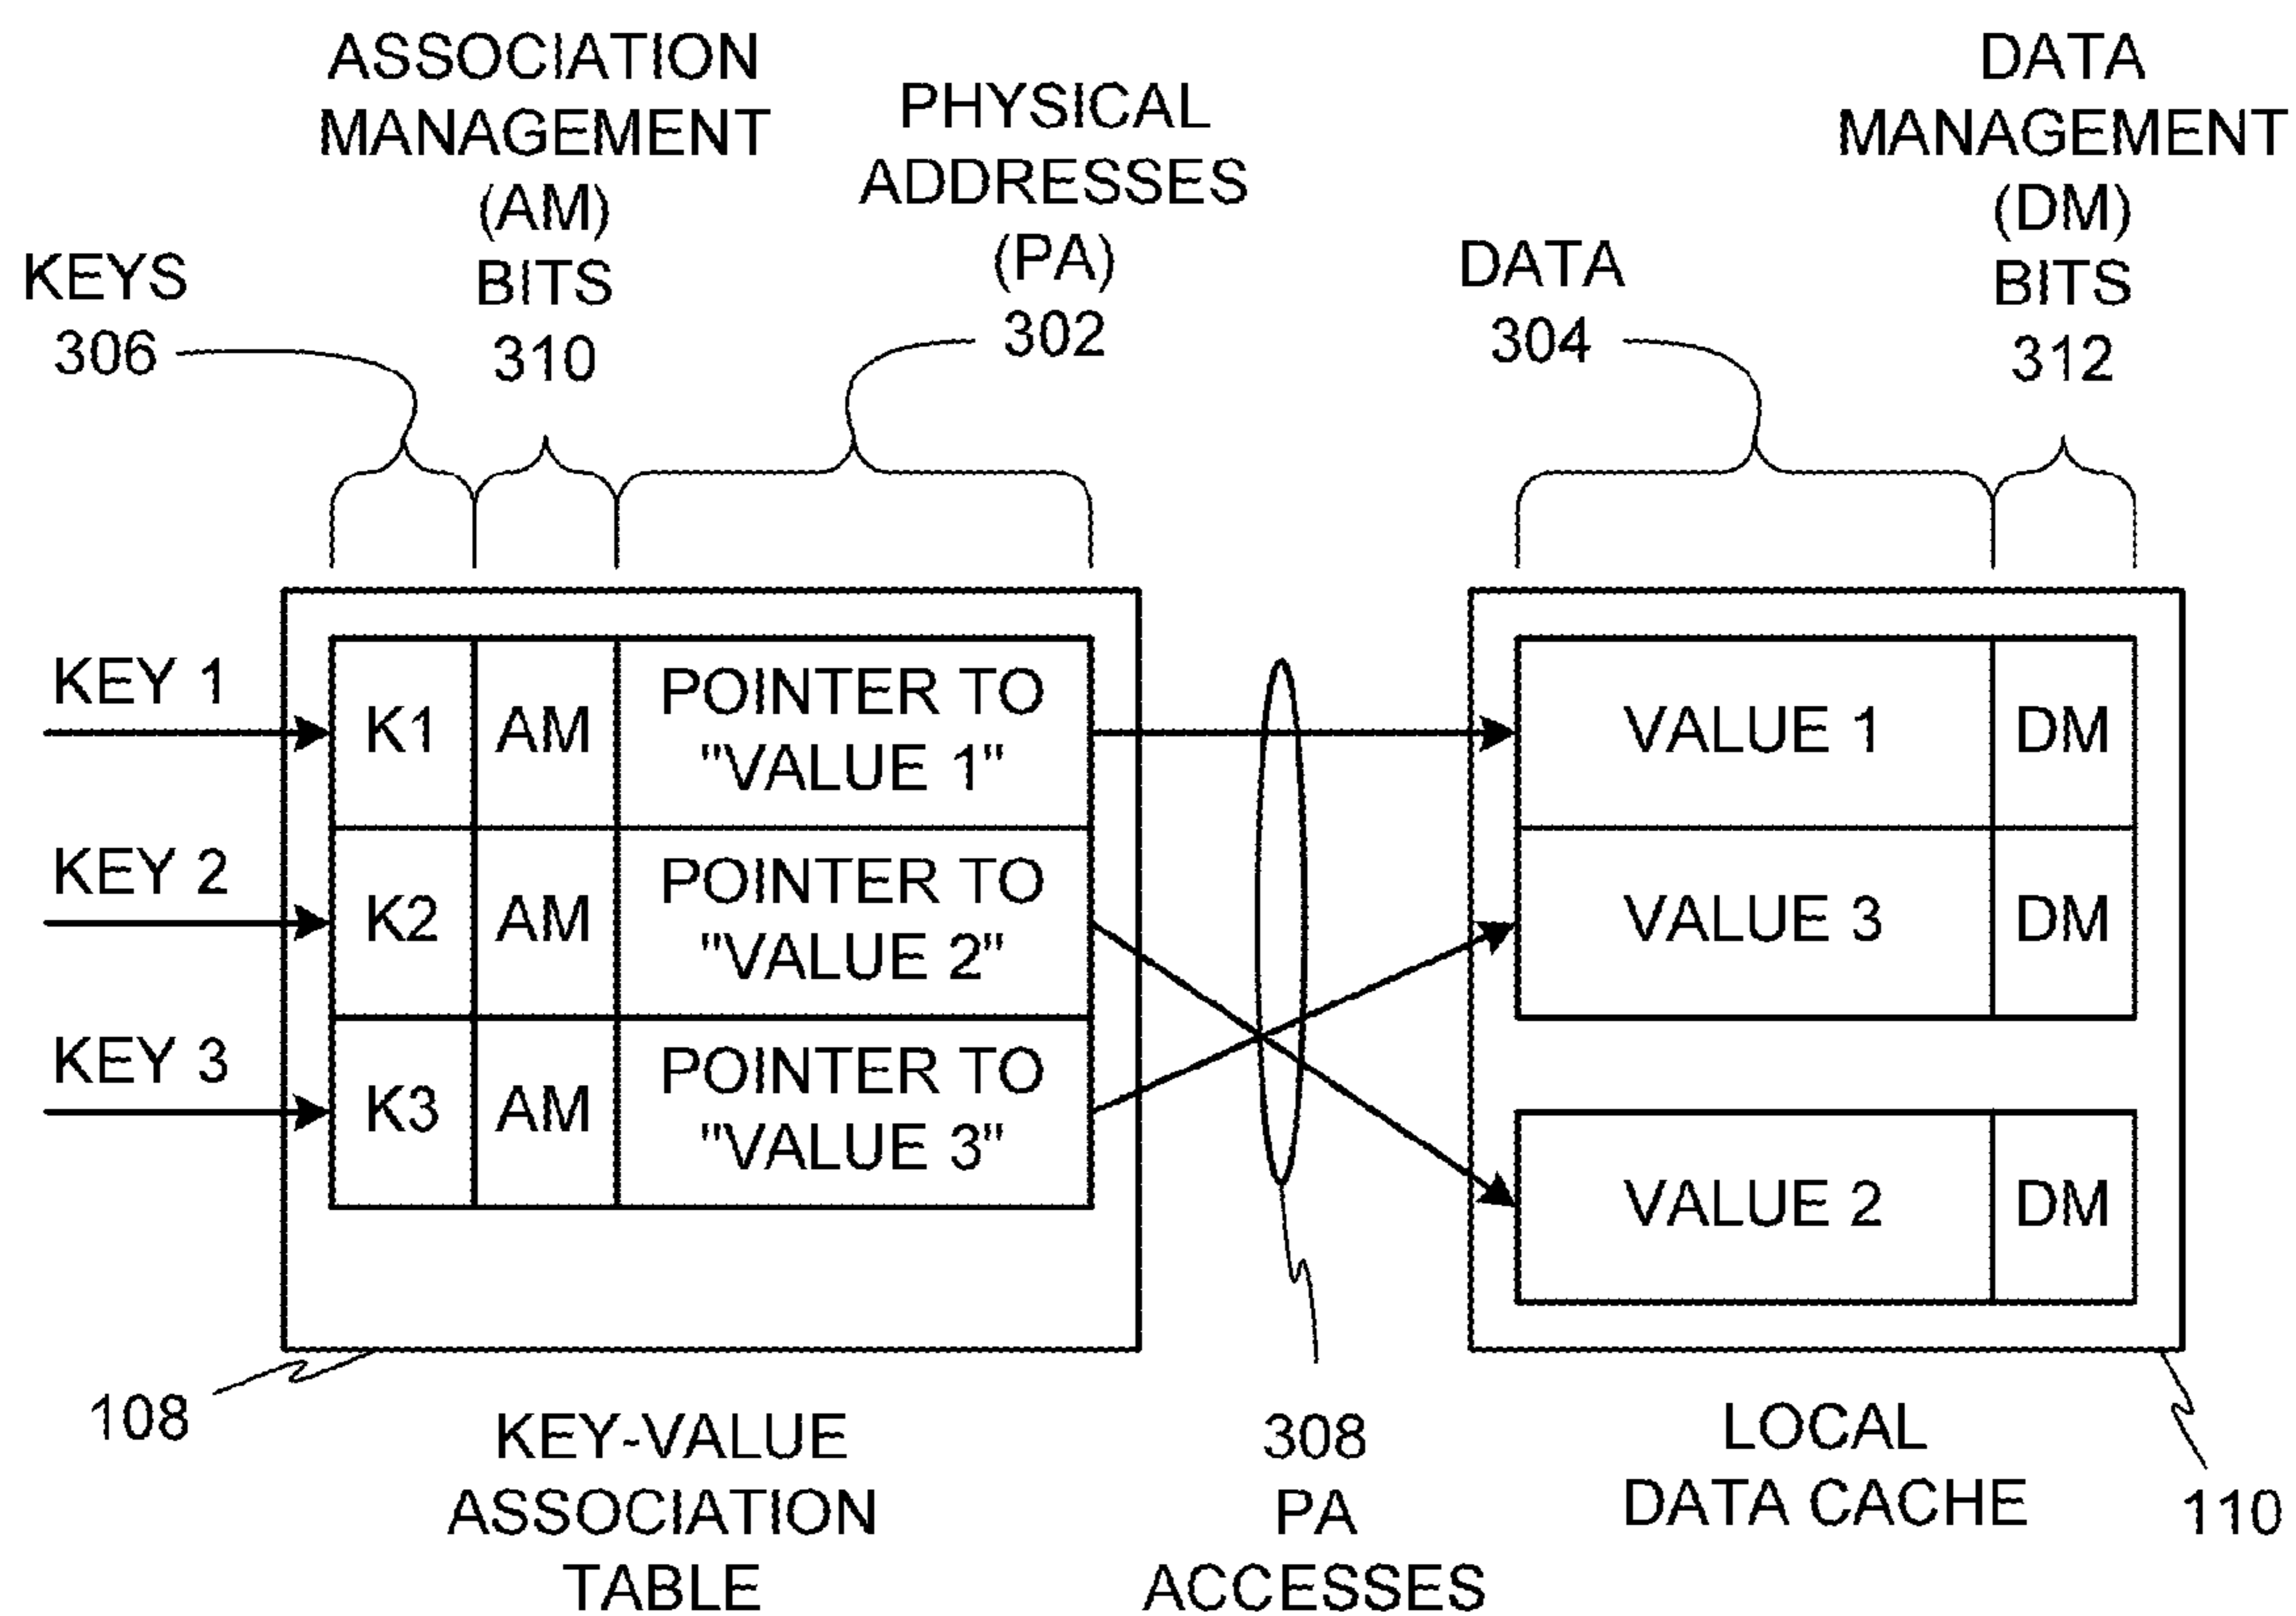 ASSOCIATION
MANAGEMENT
(AM)
BITS
310
PHYSICAL
ADDRESSES
(PA)
302
DATA
MANAGEMENT
(DM)
BITS
312
KEYS
306
DATA
304
KEY 1
K1
AM
POINTER TO
"VALUE 1"
VALUE 1
DM
KEY 2
K2
AM
POINTER TO
"VALUE 2"
VALUE 3
DM
KEY 3
K3
AM
POINTER TO
"VALUE 3"
VALUE 2
DM
108
KEY-VALUE
ASSOCIATION
TABLE
308
PA
ACCESSES
LOCAL
DATA CACHE
110